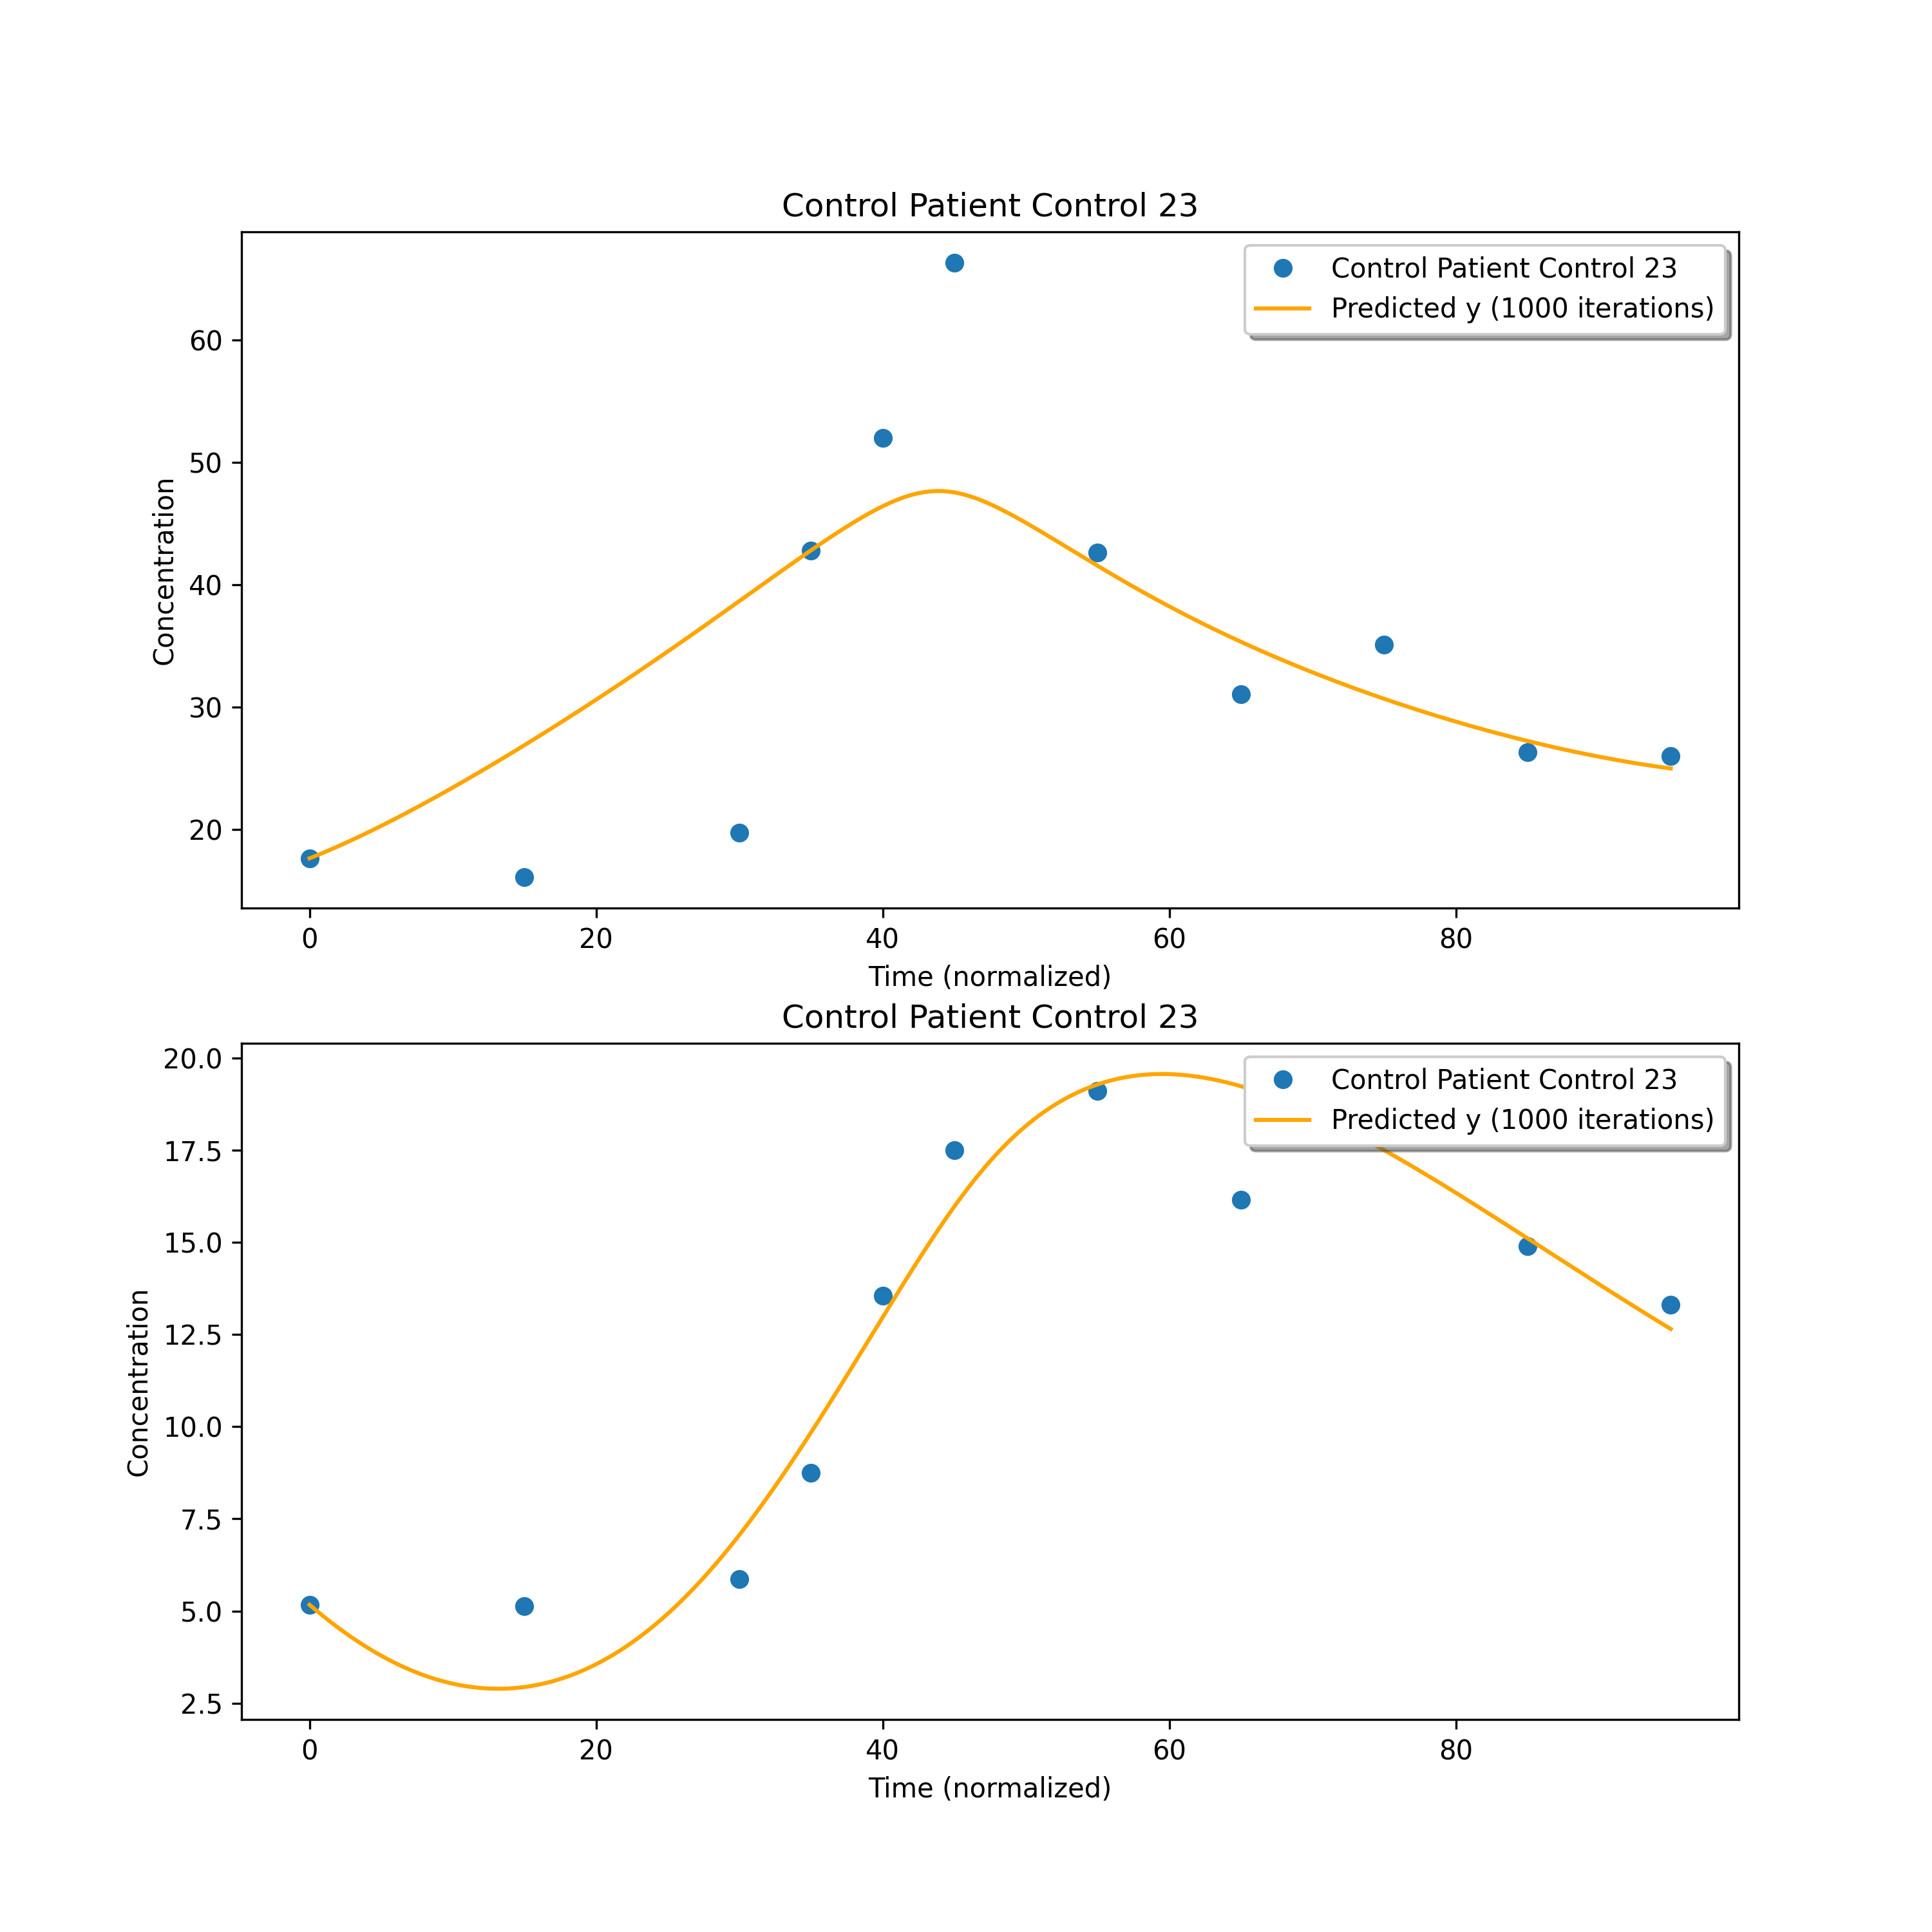 Control Patient Control 23
Control Patient Control 23
Predicted y (1000 iterations)
60
50
40
30
20
Concentration
0 20 40 60 80
Time (normalized)
Control Patient Control 23
Control Patient Control 23
Predicted y (1000 iterations)
20.0
17.5
15.0
12.5
10.0
7.5
5.0
2.5
Concentration
0 20 40 60 80
Time (normalized)